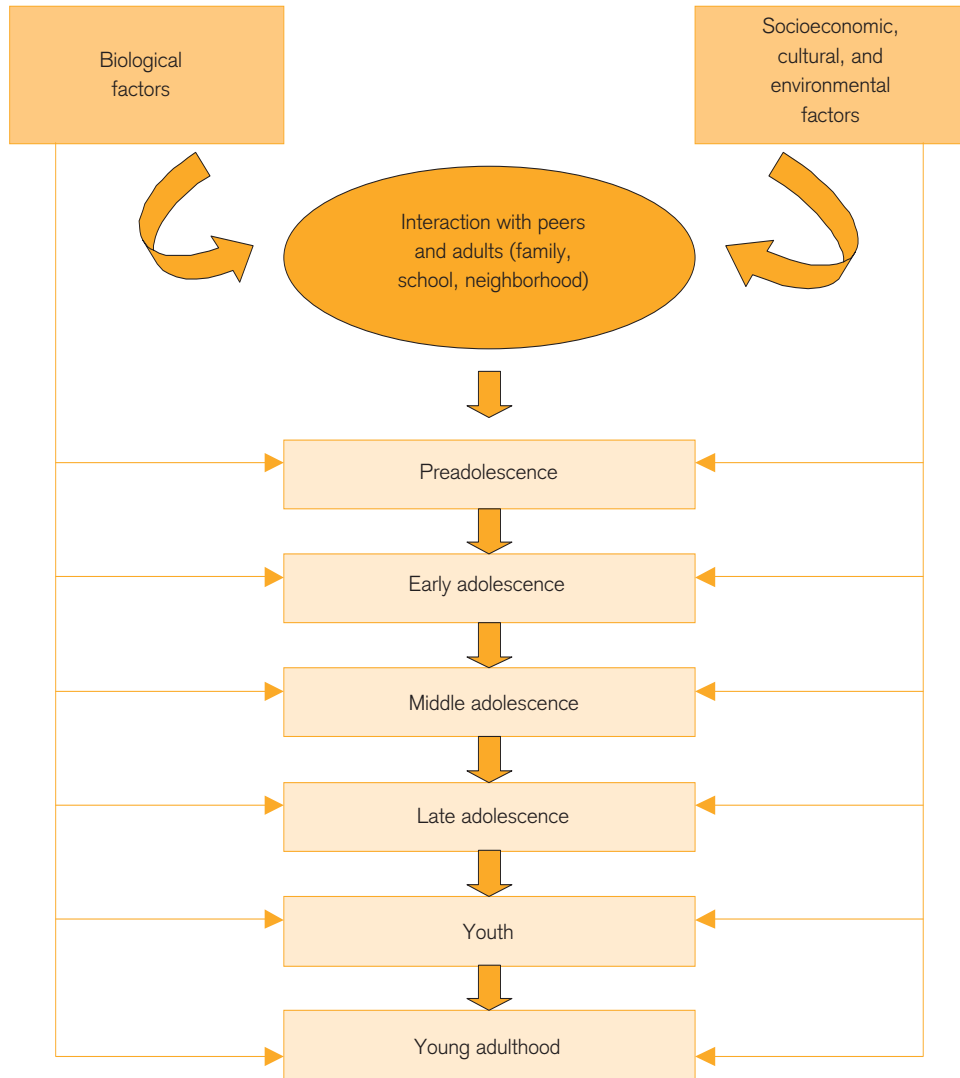 Biological
factors
Socioeconomic,
cultural, and
environmental
factors
Interaction with peers
and adults (family,
school, neighborhood)
Preadolescence
Early adolescence
Middle adolescence
Late adolescence
Youth
Young adulthood